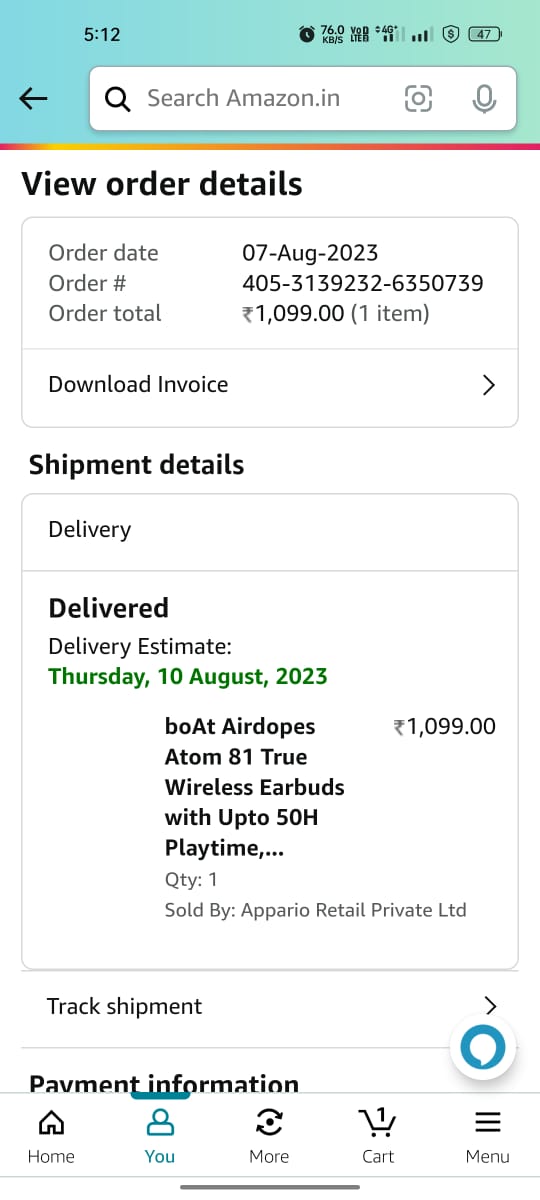 5:12
76.0 KB/S
VoD LTEB
4G+
47
Search Amazon.in
View order details
Order date 07-Aug-2023
Order # 405-3139232-6350739
Order total ₹1,099.00 (1 item)
Download Invoice
Shipment details
Delivery
Delivered
Delivery Estimate:
Thursday, 10 August, 2023
boAt Airdopes ₹1,099.00
Atom 81 True
Wireless Earbuds
with Upto 50H
Playtime,...
Qty: 1
Sold By: Appario Retail Private Ltd
Track shipment
Payment information
1
Home You More Cart Menu